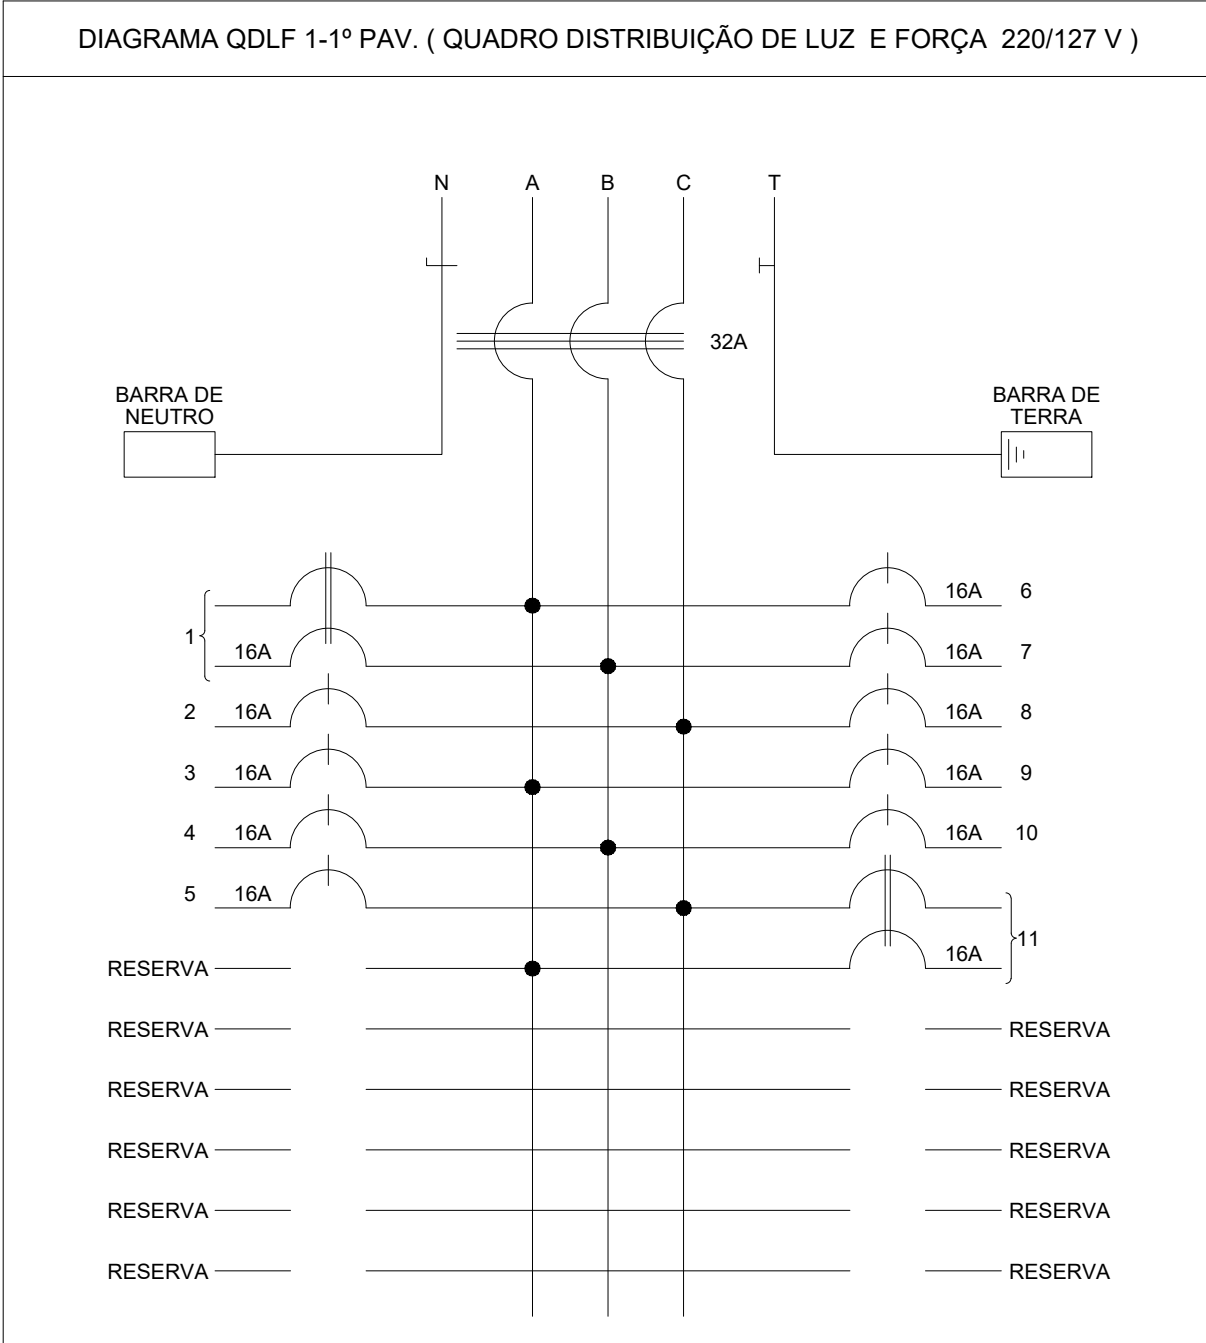 DIAGRAMA QDLF 1-1º PAV. ( QUADRO DISTRIBUIÇÃO DE LUZ E FORÇA 220/127 V )
N A B C T
32A
BARRA DE
NEUTRO
BARRA DE
TERRA
16A 6
1 16A
16A 7
2 16A
16A 8
3 16A
16A 9
4 16A
16A 10
5 16A
11
RESERVA
16A
RESERVA
RESERVA
RESERVA
RESERVA
RESERVA
RESERVA
RESERVA
RESERVA
RESERVA
RESERVA